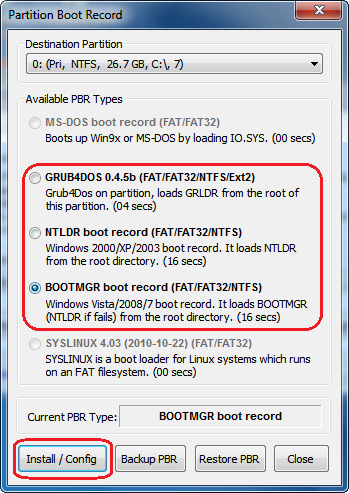 Partition Boot Record
Destination Partition
0: (Pri, NTFS, 26.7 GB, C:\, 7)
Available PBR Types
MS-DOS boot record (FAT/FAT32)
Boots up Win9x or MS-DOS by loading IO.SYS. (00 secs)
GRUB4DOS 0.4.5b (FAT/FAT32/NTFS/Ext2)
Grub4Dos on partition, loads GRLDR from the root of
this partition. (04 secs)
NTLDR boot record (FAT/FAT32/NTFS)
Windows 2000/XP/2003 boot record. It loads NTLDR
from the root directory. (16 secs)
BOOTMGR boot record (FAT/FAT32/NTFS)
Windows Vista/2008/7 boot record. It loads BOOTMGR
(NTLDR if fails) from the root directory. (16 secs)
SYSLINUX 4.03 (2010-10-22) (FAT/FAT32)
SYSLINUX is a boot loader for Linux systems which runs
on an FAT filesystem. (00 secs)
Current PBR Type: BOOTMGR boot record
Install / Config Backup PBR Restore PBR Close